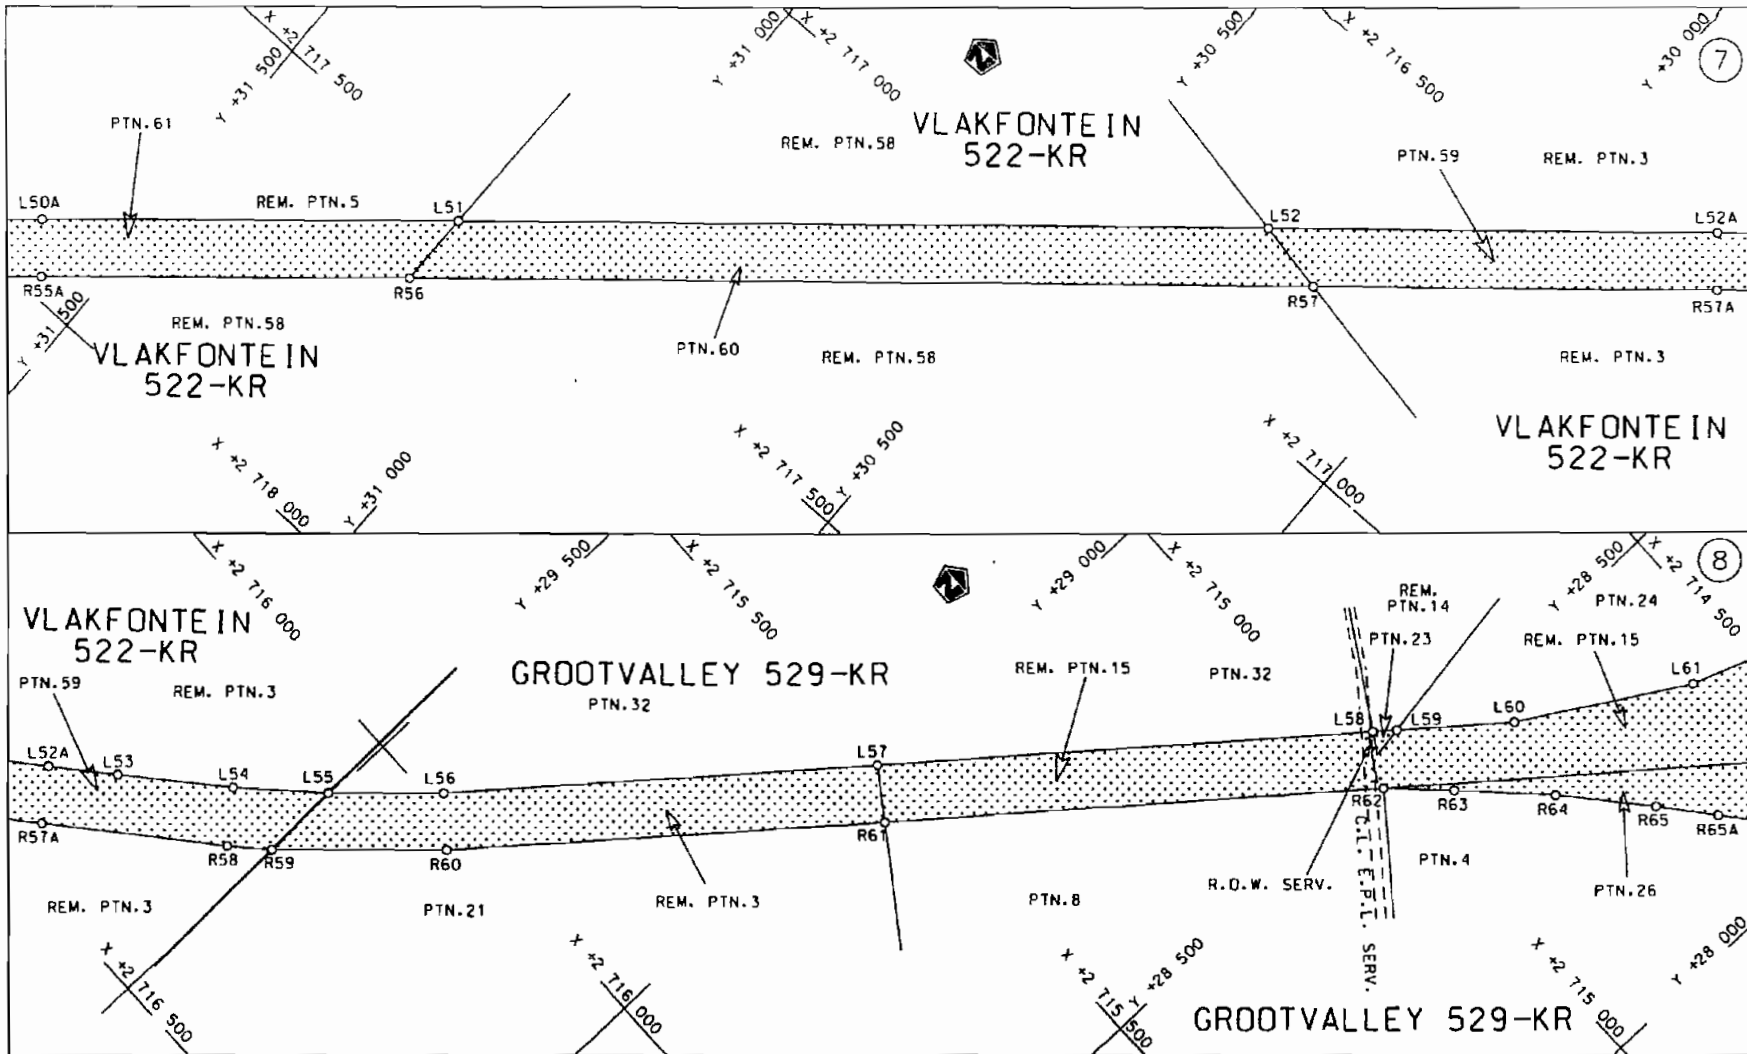 X +2 717 500
Y +31 500
Y +31 000
X +2 717 000
Y +30 500
X +2 716 500
Y +30 000
7
PTN.61
VLAKFONTEIN
522-KR
REM. PTN.58
PTN.59
REM. PTN.3
L50A
REM. PTN.5
L51
L52
L52A
R55A
R56
R57
R57A
Y +31 500
REM. PTN.58
VLAKFONTEIN
522-KR
PTN.60
REM. PTN.58
REM. PTN.3
VLAKFONTEIN
522-KR
X +2 718 000
Y +31 000
X +2 717 500
Y +30 500
X +2 717 000
X +2 716 000
Y +29 500
X +2 715 500
Y +29 000
X +2 715 000
Y +28 500
X +2 714 500
8
VLAKFONTEIN
522-KR
PTN.59
REM. PTN.3
GROOTVALLEY 529-KR
PTN.32
REM. PTN.15
PTN.32
REM.
PTN.14
PTN.23
PTN.24
REM. PTN.15
L52A
L53
L54
L55
L56
L57
L58
L59
L60
L61
R57A
R58
R59
R60
R61
R62
R63
R64
R65
R65A
REM. PTN.3
PTN.21
REM. PTN.3
PTN.8
R.O.W. SERV.
C.L. E.P.L. SERV.
PTN.4
PTN.26
X +2 716 500
X +2 716 000
X +2 715 500
Y +28 500
X +2 715 000
Y +28 000
GROOTVALLEY 529-KR